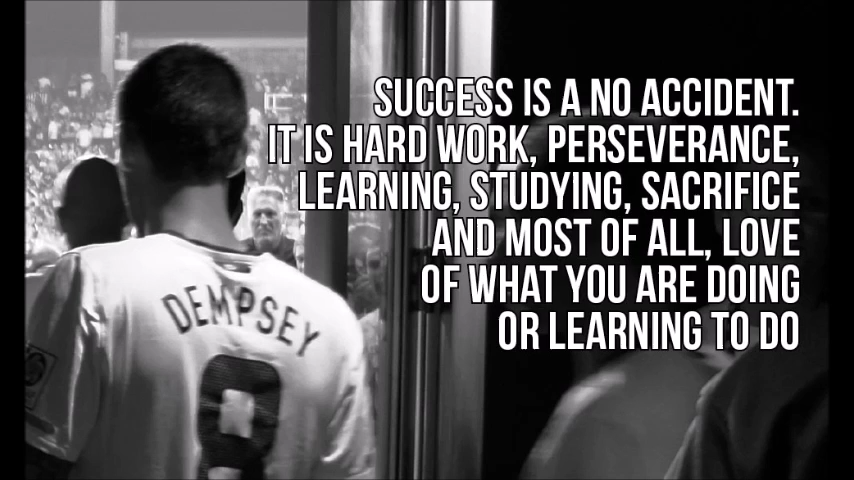 SUCCESS IS A NO ACCIDENT.
IT IS HARD WORK, PERSEVERANCE,
LEARNING, STUDYING, SACRIFICE
AND MOST OF ALL, LOVE
OF WHAT YOU ARE DOING
OR LEARNING TO DO
DEMPSEY